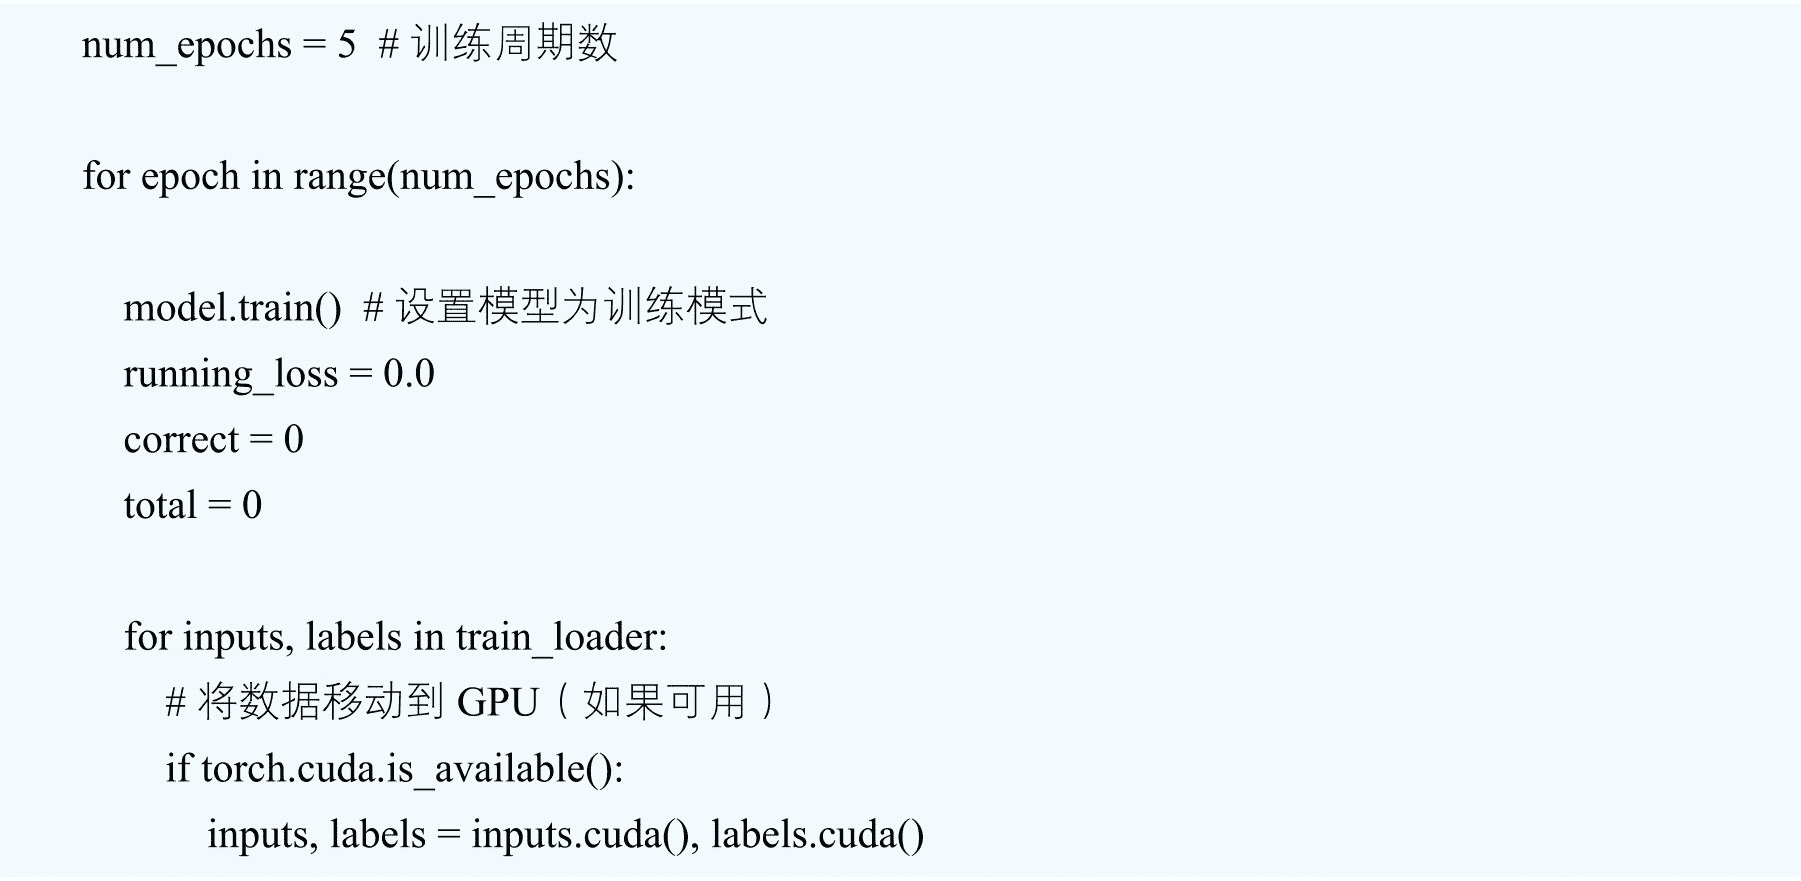 num_epochs = 5  # 训练周期数
for epoch in range(num_epochs):
model.train()  # 设置模型为训练模式
running_loss = 0.0
correct = 0
total = 0
for inputs, labels in train_loader:
# 将数据移动到 GPU（如果可用）
if torch.cuda.is_available():
inputs, labels = inputs.cuda(), labels.cuda()